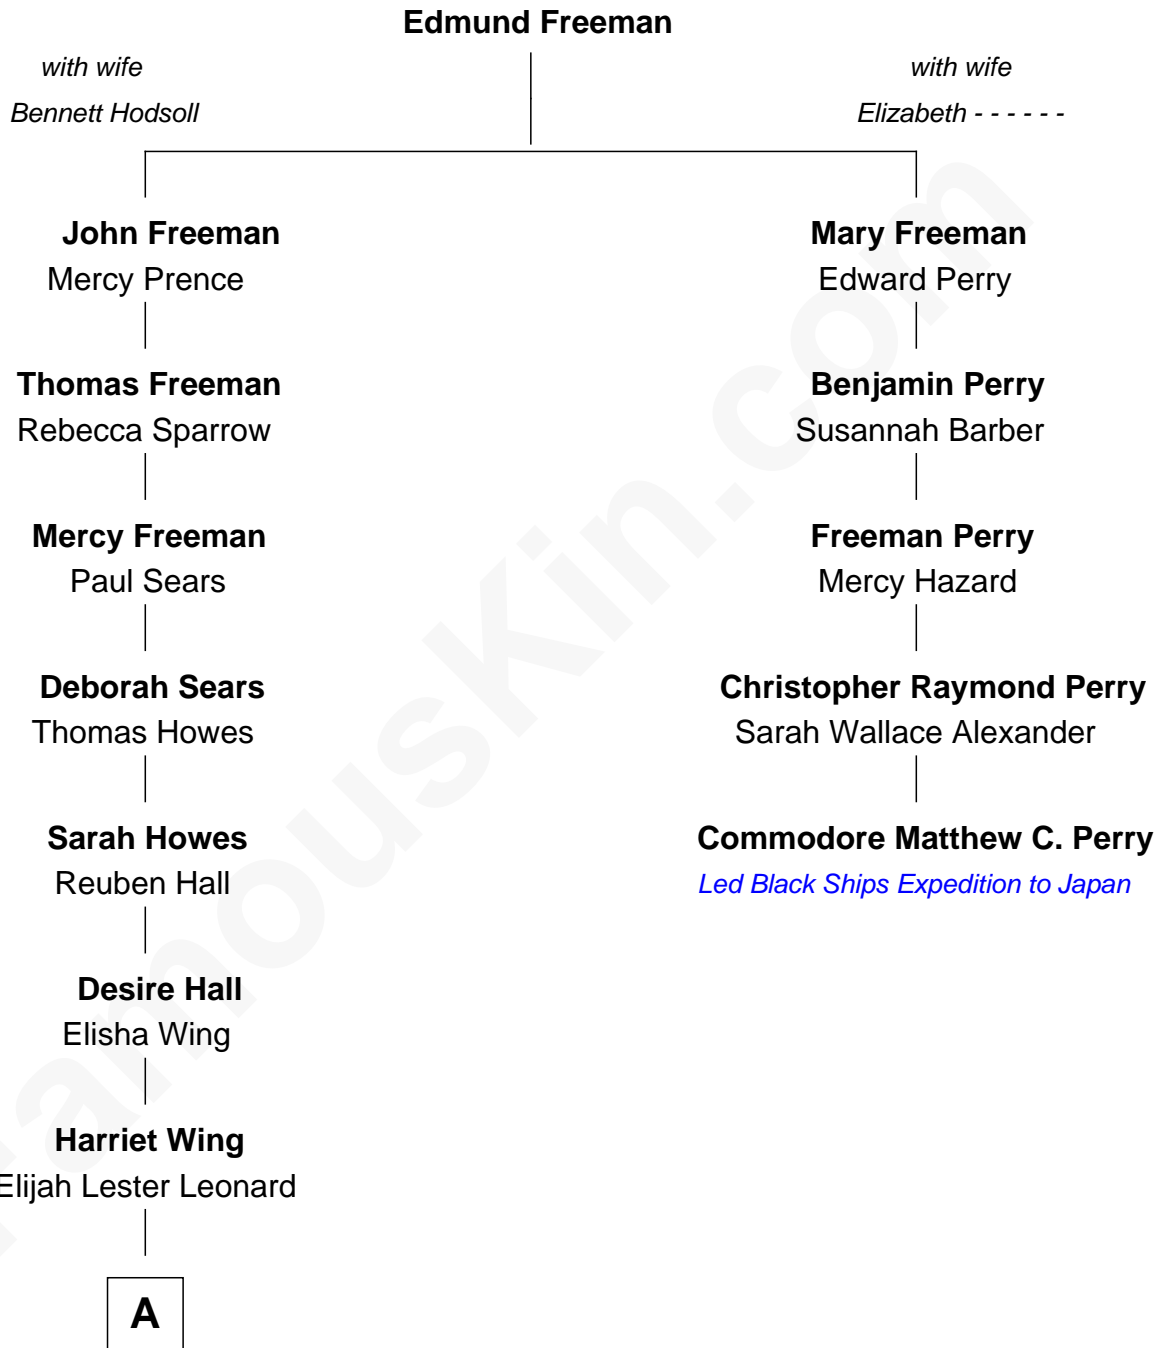 Edmund Freeman
with wife
Bennett Hodsoll
with wife
Elizabeth - - - - - -
John Freeman
Mercy Prence
Mary Freeman
Edward Perry
Thomas Freeman
Rebecca Sparrow
Benjamin Perry
Susannah Barber
Mercy Freeman
Paul Sears
Freeman Perry
Mercy Hazard
Deborah Sears
Thomas Howes
Christopher Raymond Perry
Sarah Wallace Alexander
Sarah Howes
Reuben Hall
Commodore Matthew C. Perry
Led Black Ships Expedition to Japan
Desire Hall
Elisha Wing
Harriet Wing
Elijah Lester Leonard
A
FamousKin.com